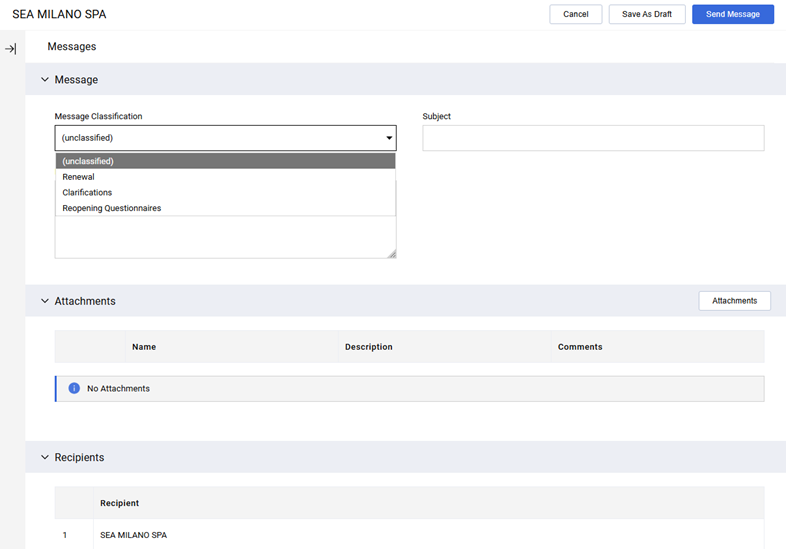 SEA MILANO SPA
Cancel
Save As Draft
Send Message
Messages
Message
Message Classification
Subject
(unclassified)
(unclassified)
Renewal
Clarifications
Reopening Questionnaires
Attachments
Attachments
Name
Description
Comments
No Attachments
Recipients
Recipient
1
SEA MILANO SPA